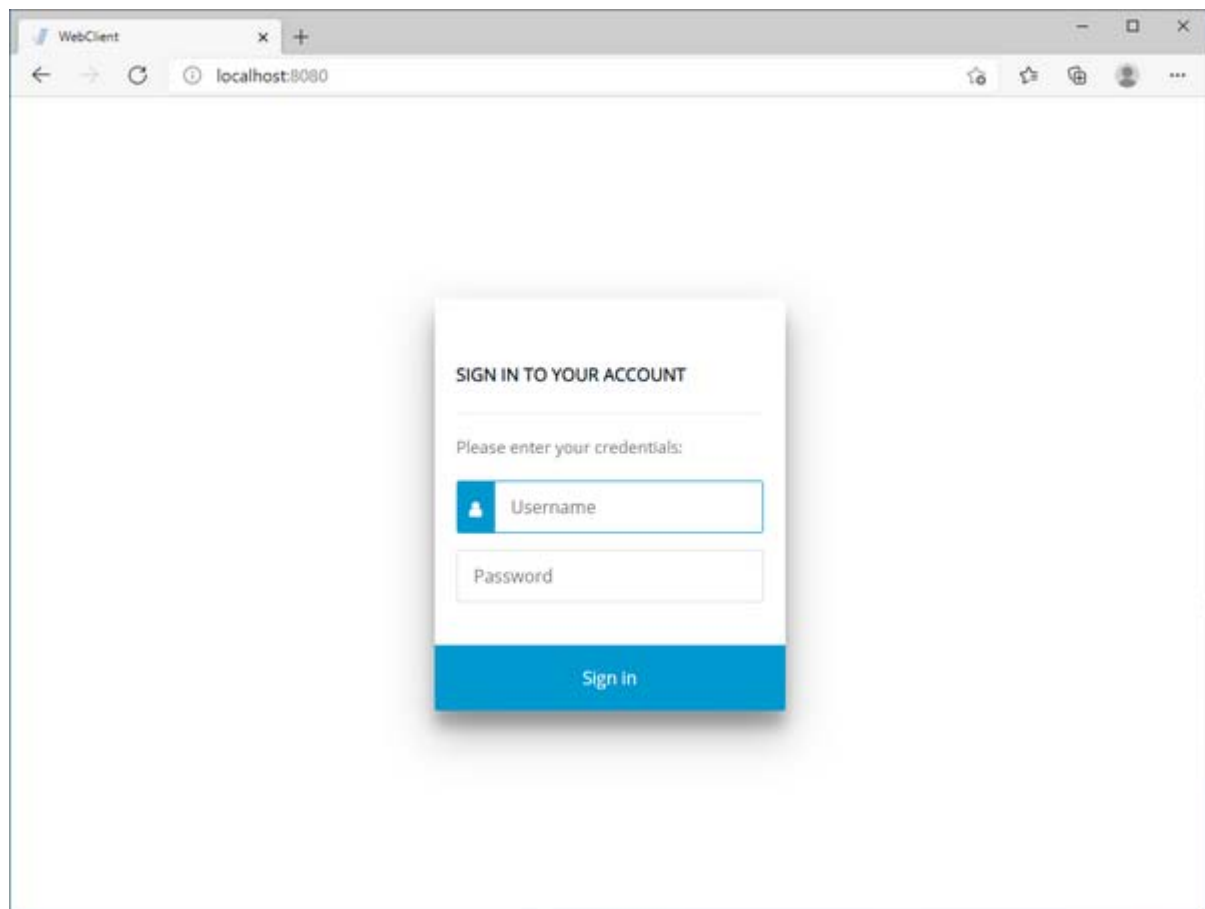 WebClient
localhost:8080
SIGN IN TO YOUR ACCOUNT
Please enter your credentials:
Username
Password
Sign in